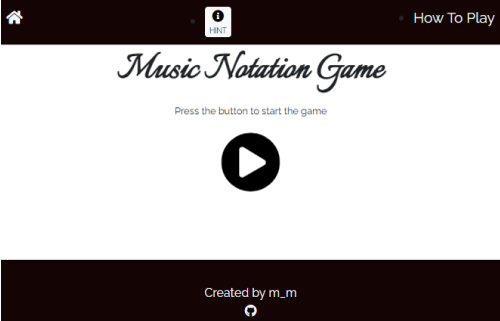 HINT
How To Play
Music Notation Game
Press the button to start the game
Created by m_m